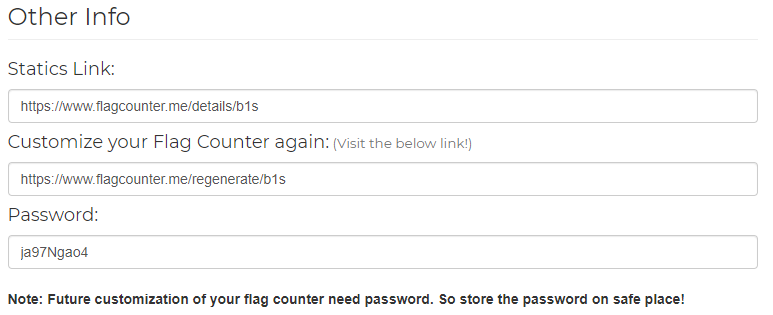 Other Info
Statics Link:
https://www.flagcounter.me/details/b1s
Customize your Flag Counter again: (Visit the below link!)
https://www.flagcounter.me/regenerate/b1s
Password:
ja97Ngao4
Note: Future customization of your flag counter need password. So store the password on safe place!